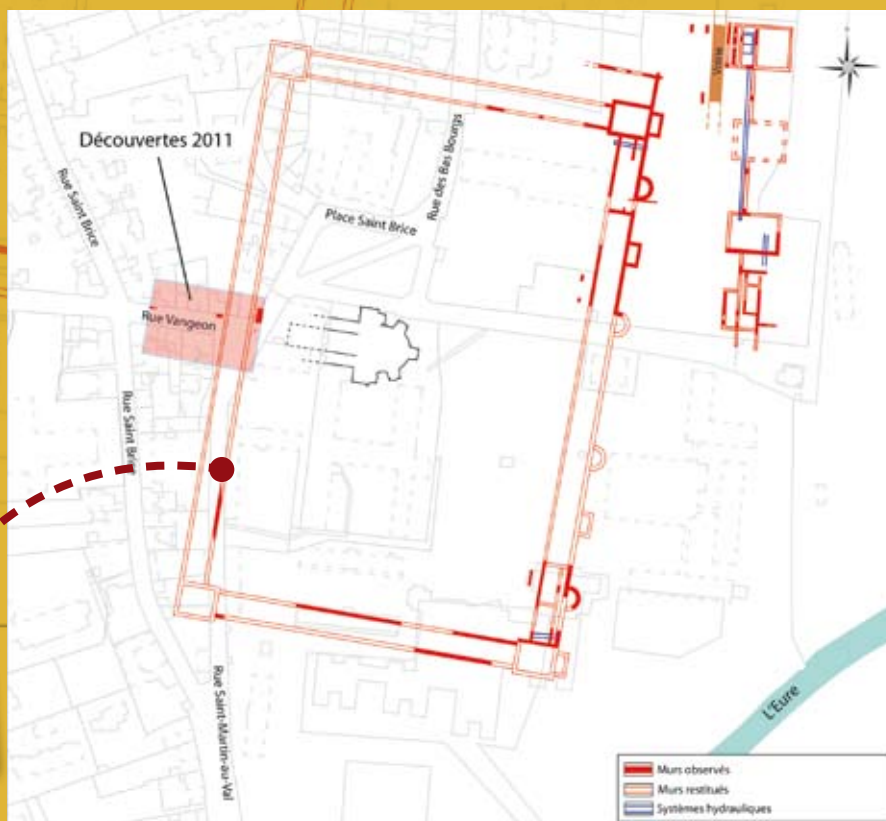 Découvertes 2011
Rue Saint Brice
Rue des Bas Bourgs
Place Saint Brice
Voirie
Rue Vangeon
Rue Saint Brice
Rue Saint-Martin-au-Val
L'Eure
Murs observés
Murs restitués
Systèmes hydrauliques